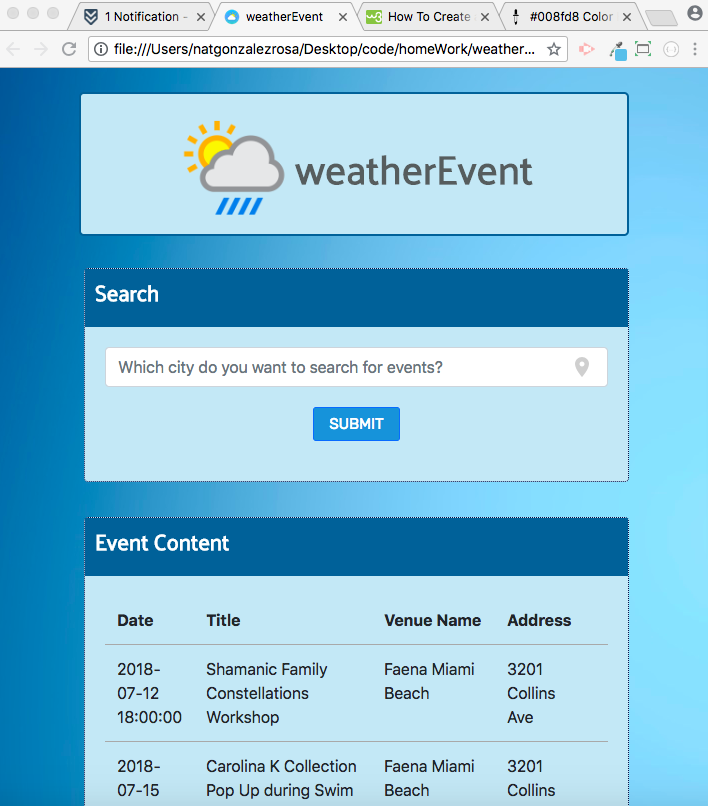 1 Notification -
weatherEvent
How To Create
#008fd8 Color
file:///Users/natgonzalezrosa/Desktop/code/homeWork/weather...
weatherEvent
Search
Which city do you want to search for events?
SUBMIT
Event Content
Date Title Venue Name Address
2018- Shamanic Family Faena Miami 3201
07-12 Constellations Beach Collins
18:00:00 Workshop Ave
2018- Carolina K Collection Faena Miami 3201
07-15 Pop Up during Swim Beach Collins